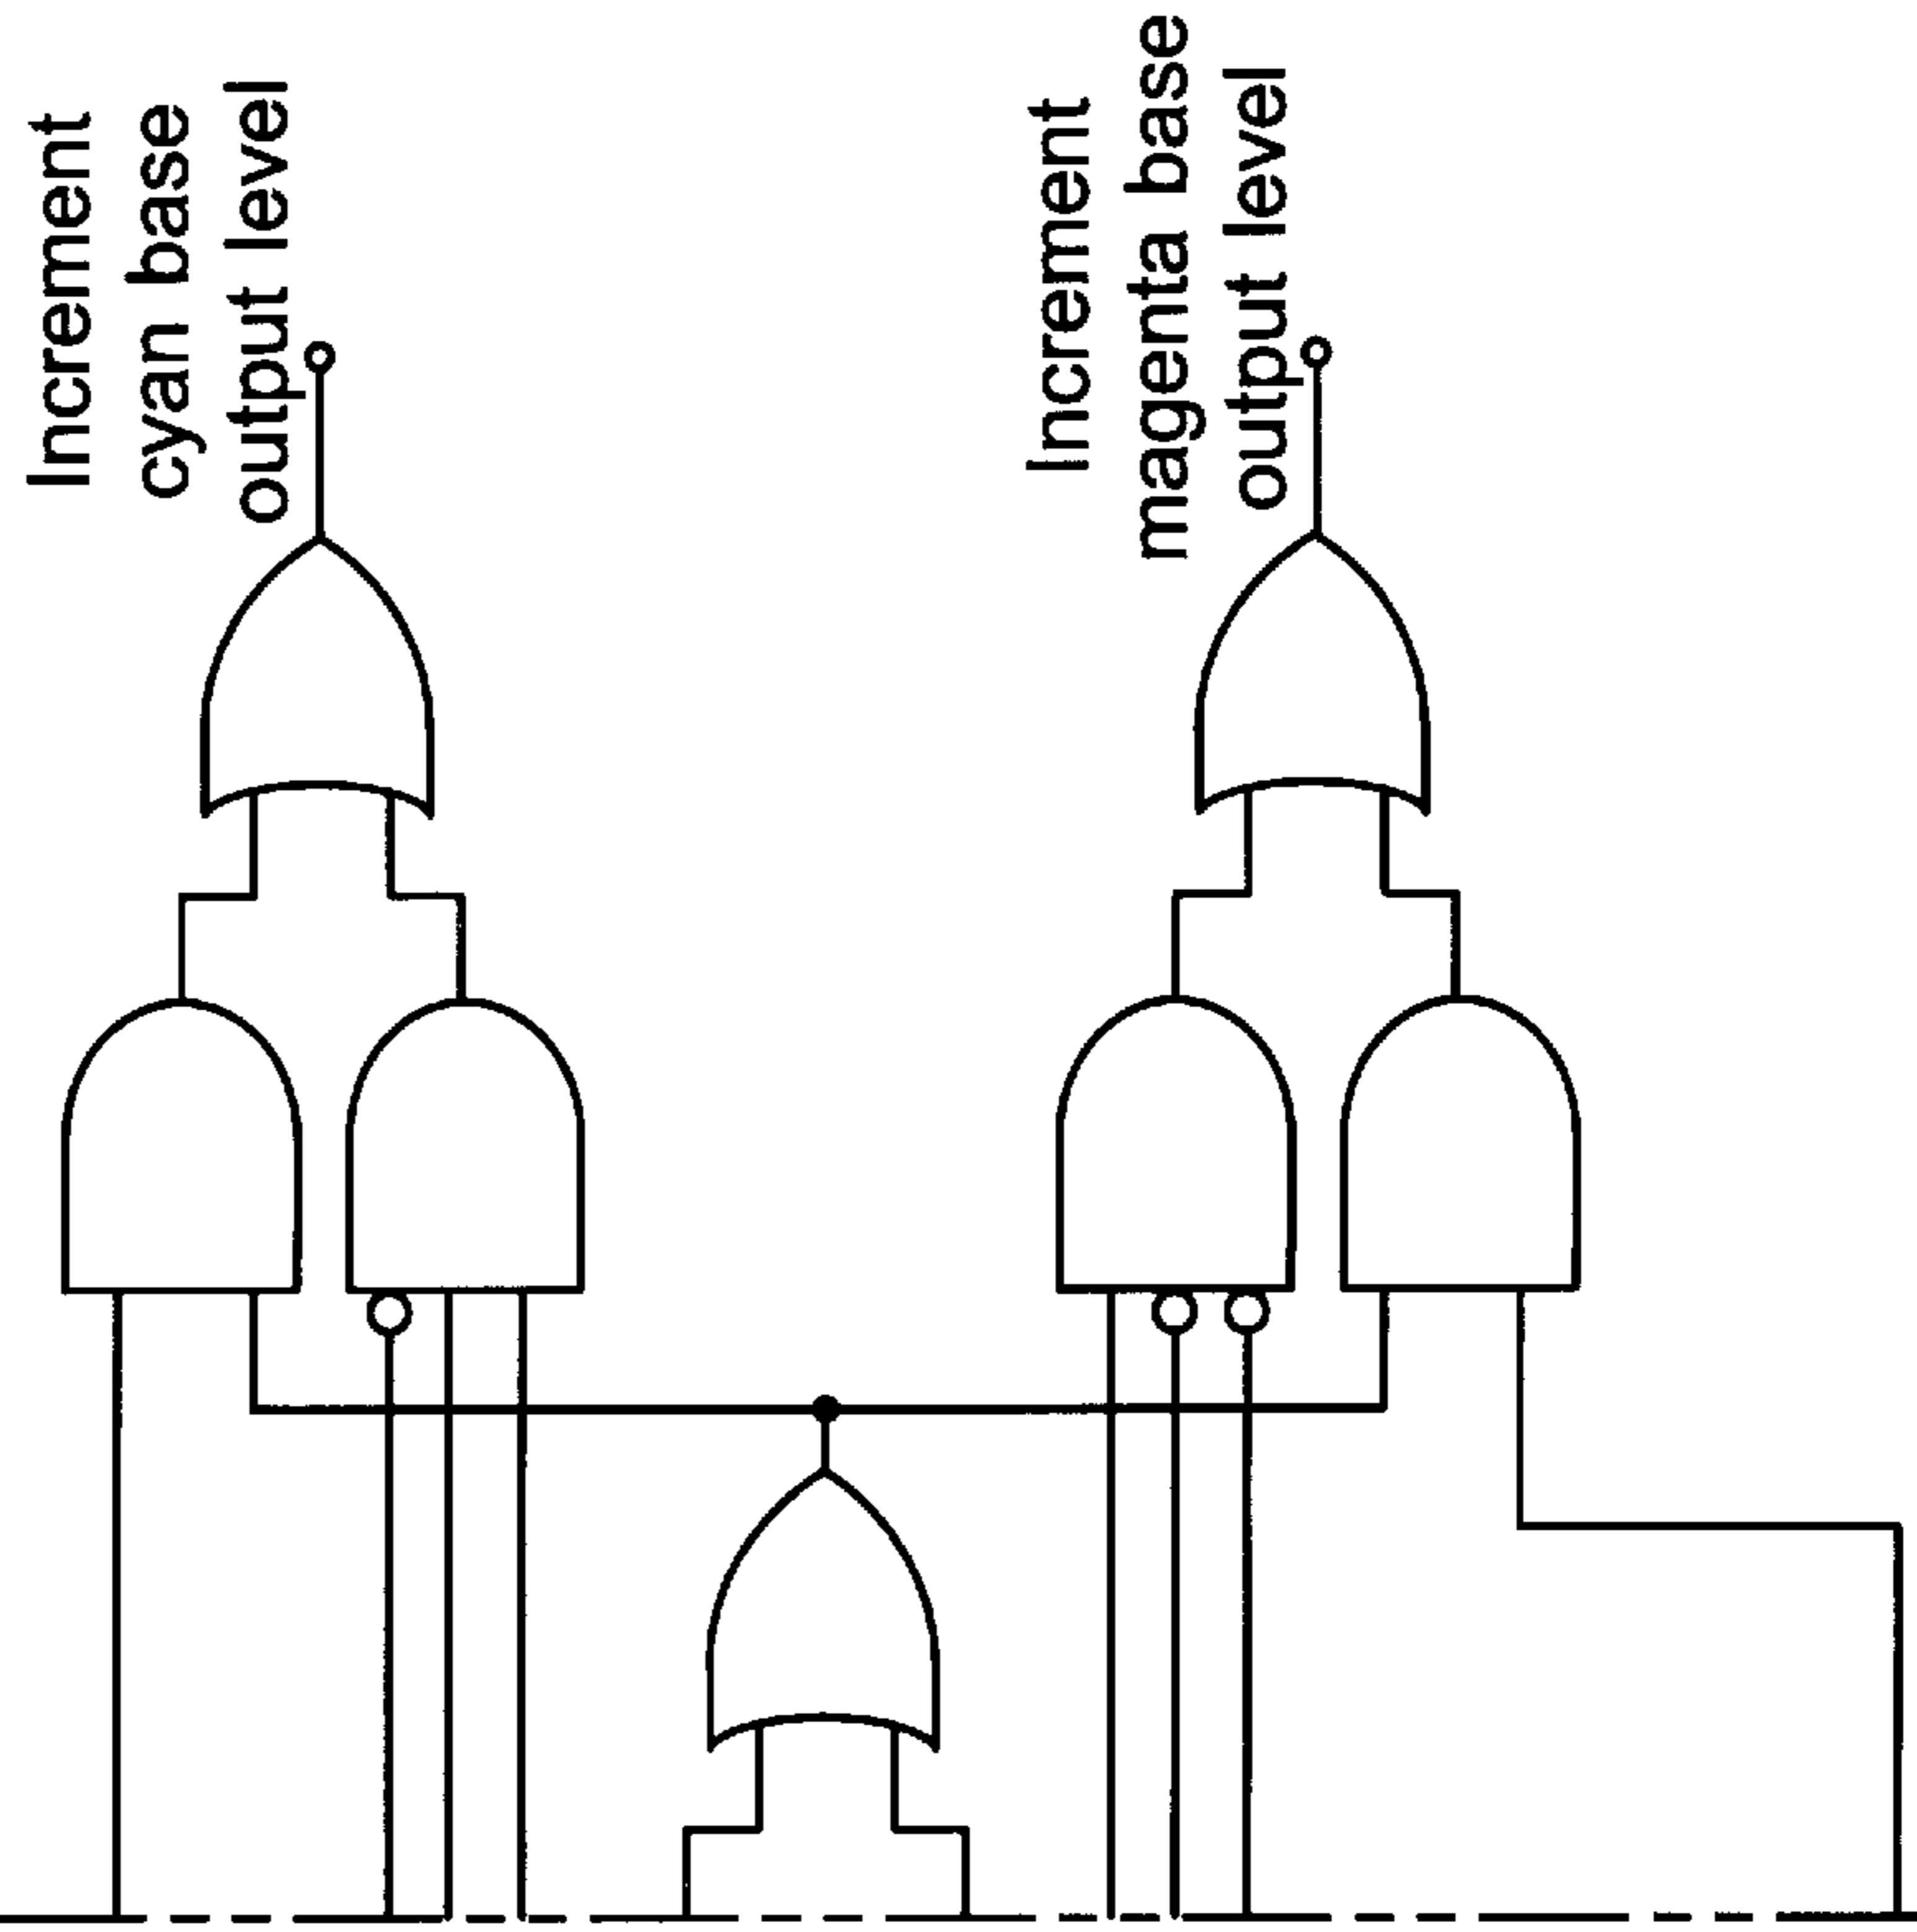 Increment
cyan base
output level
Increment
magenta base
output level